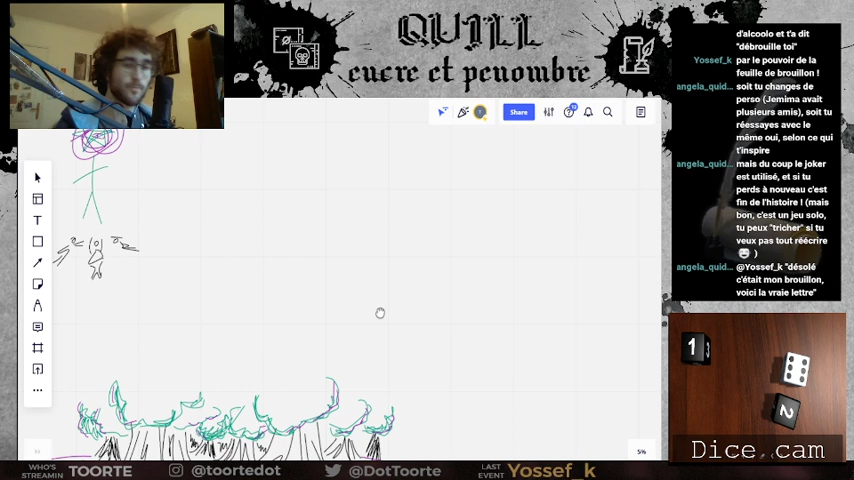 QUILL
encre et penombre
Share
d'alcoolo et t'a dit
"débrouille toi"
Yossef_k par le pouvoir de la
feuille de brouillon !
angela_quid... soit tu changes de
perso (Jemima avait
plusieurs amis), soit tu
réessayes avec le
même oui, selon ce qui
t'inspire
angela_quid... mais du coup le joker
est utilisé, et si tu
perds à nouveau c'est
fin de l'histoire ! (mais
bon, c'est un jeu solo,
tu peux "tricher" si tu
veux pas tout réécrire
)
angela_quid... @Yossef_k "désolé
c'était mon brouillon,
voici la vraie lettre"
1
2
Dice.cam
5%
WHO'S
STREAMIN TOORTE @toortedot @DotToorte LAST
EVENT Yossef_k